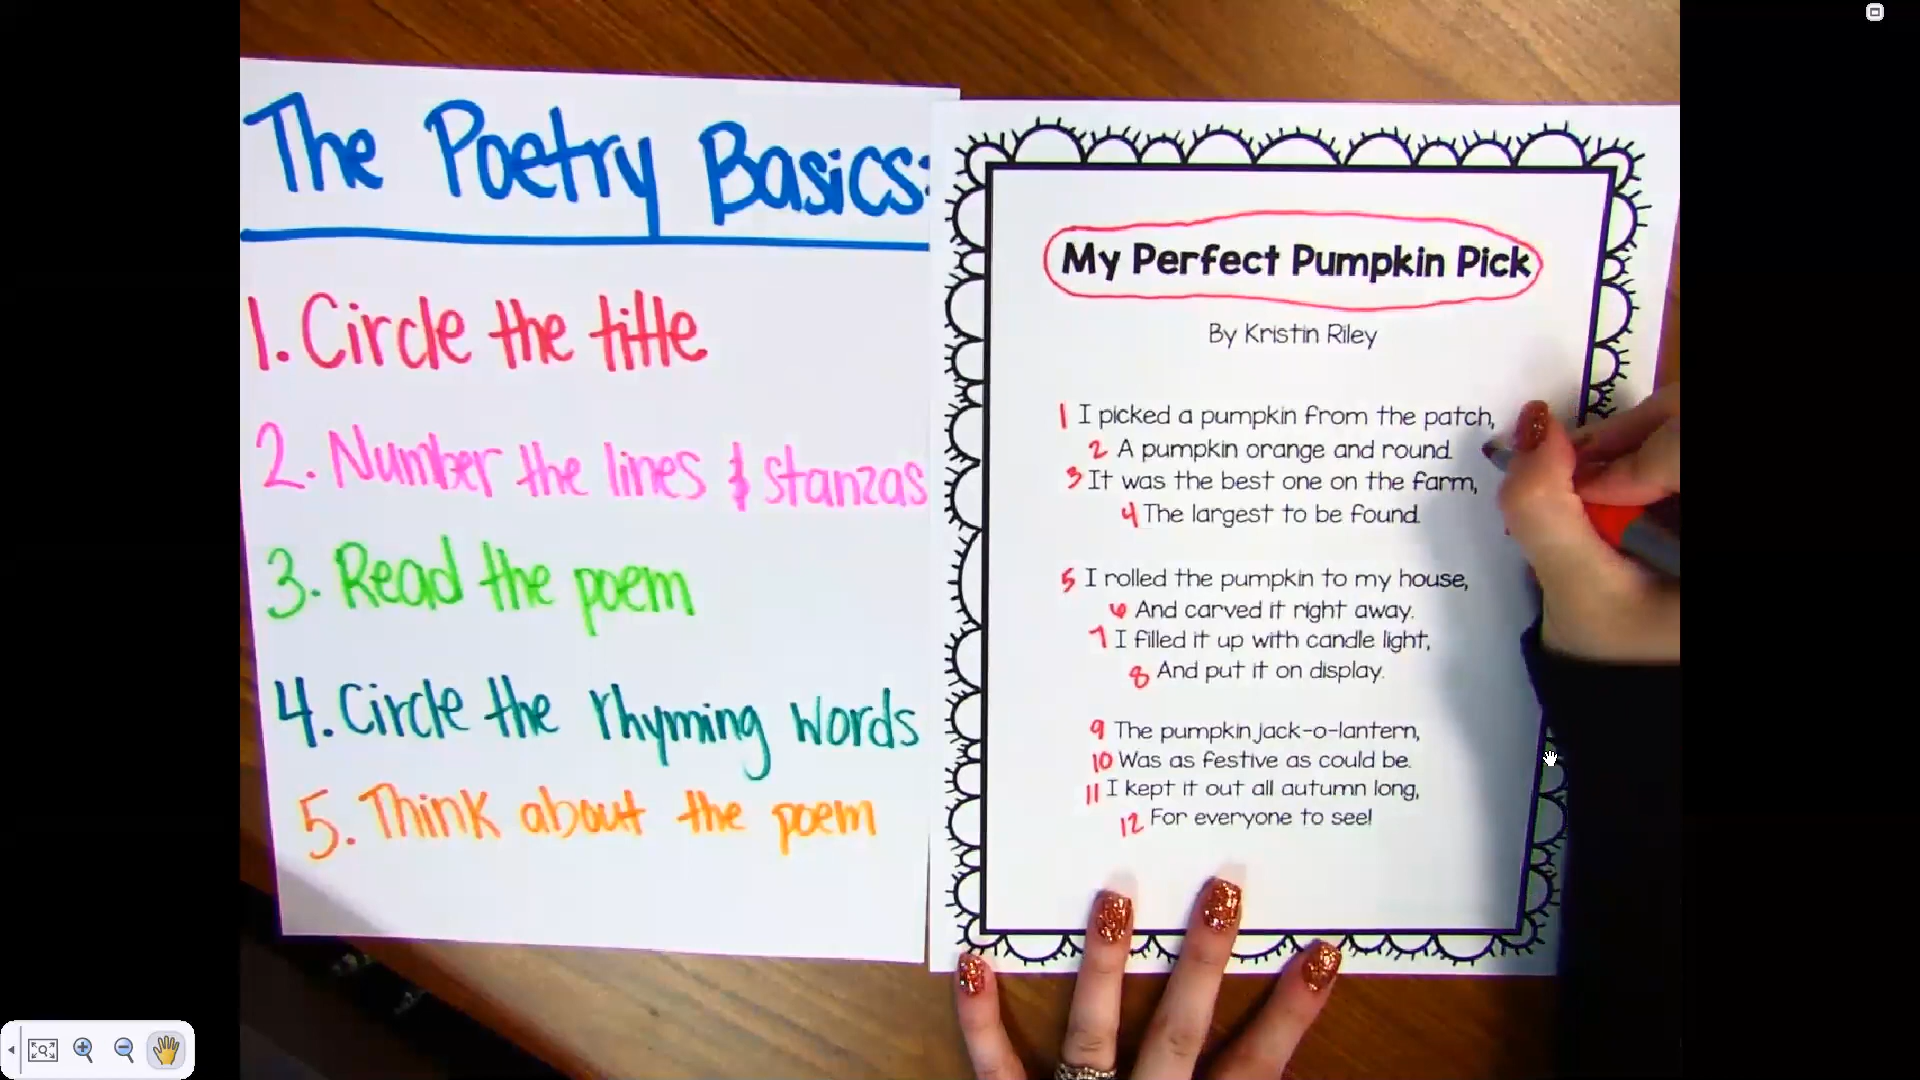 The Poetry Basics:
1. Circle the title
2. Number the lines & stanzas
3. Read the poem
4. Circle the rhyming words
5. Think about the poem
My Perfect Pumpkin Pick
By Kristin Riley
1 I picked a pumpkin from the patch,
2 A pumpkin orange and round.
3 It was the best one on the farm,
4 The largest to be found.
5 I rolled the pumpkin to my house,
6 And carved it right away.
7 I filled it up with candle light,
8 And put it on display.
9 The pumpkin jack-o-lantern,
10 Was as festive as could be.
11 I kept it out all autumn long,
12 For everyone to see!